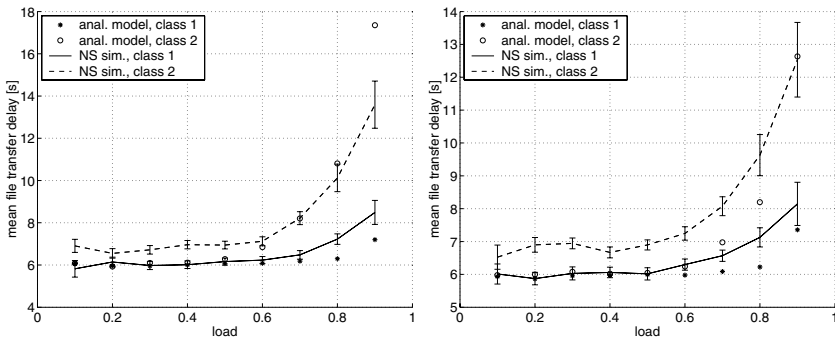 18
16
14
12
10
8
6
4
0
0.2
0.4
0.6
0.8
1
load
mean file transfer delay [s]
anal. model, class 1
anal. model, class 2
NS sim., class 1
NS sim., class 2
14
13
12
11
10
9
8
7
6
5
0
0.2
0.4
0.6
0.8
1
load
mean file transfer delay [s]
anal. model, class 1
anal. model, class 2
NS sim., class 1
NS sim., class 2